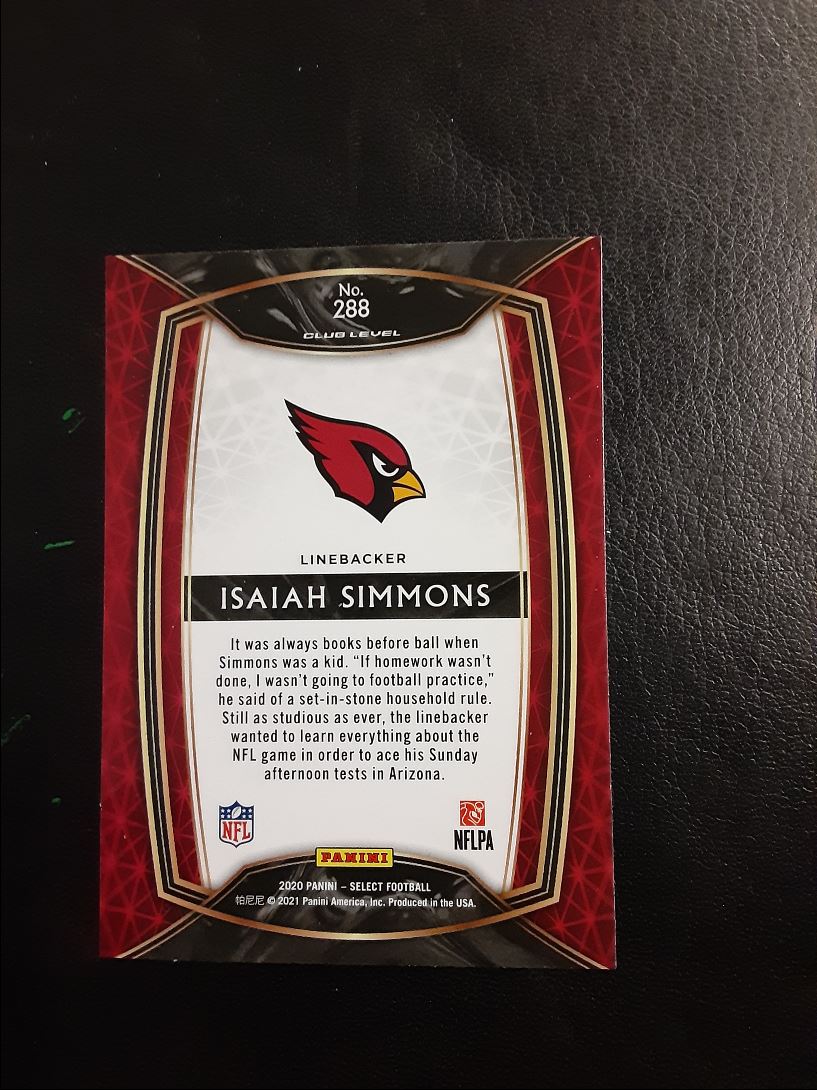 No.
288
CLUB LEVEL
LINEBACKER
ISAIAH SIMMONS
It was always books before ball when
Simmons was a kid. "If homework wasn't
done, I wasn't going to football practice,"
he said of a set-in-stone household rule.
Still as studious as ever, the linebacker
wanted to learn everything about the
NFL game in order to ace his Sunday
afternoon tests in Arizona.
NFL
NFLPA
PANINI
2020 PANINI – SELECT FOOTBALL
帕尼尼 © 2021 Panini America, Inc. Produced in the USA.